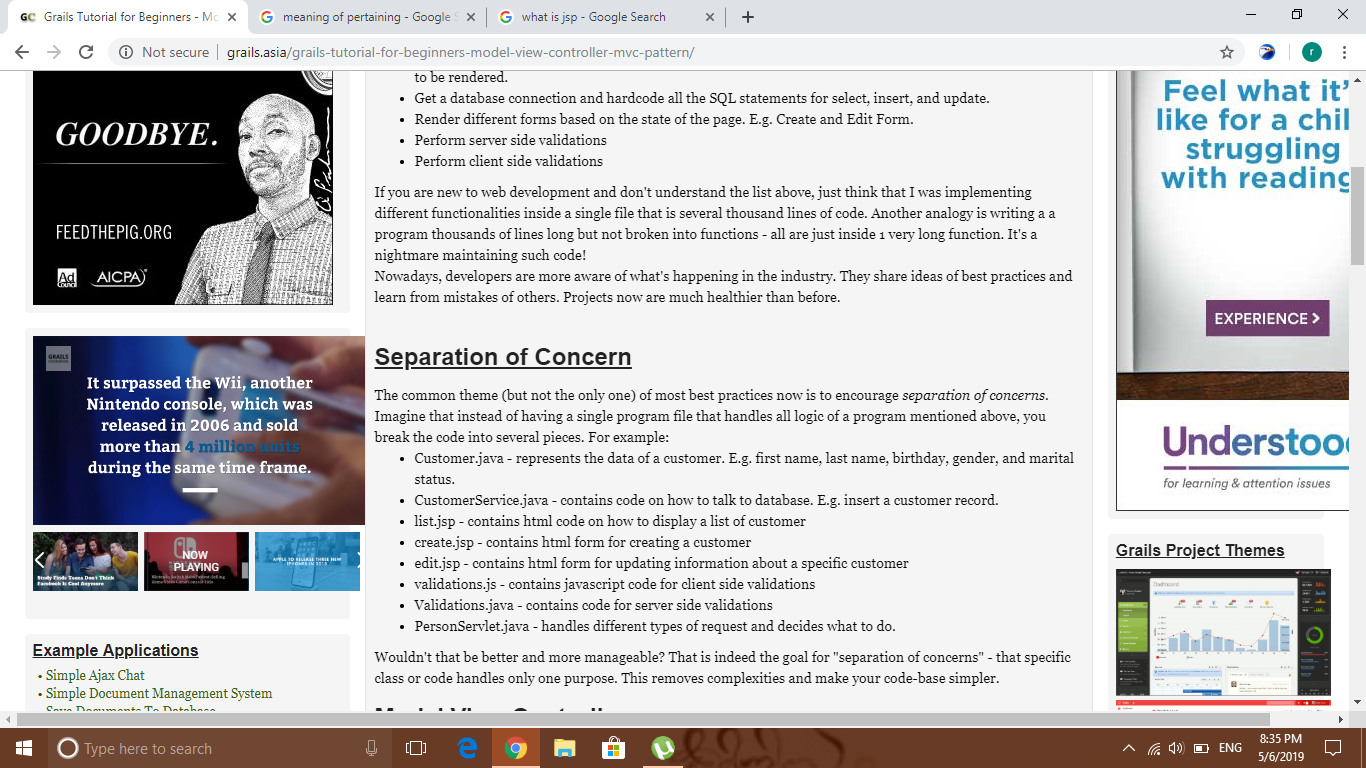 Grails Tutorial for Beginners - Mo
meaning of pertaining - Google S
what is jsp - Google Search
Not secure
grails.asia/grails-tutorial-for-beginners-model-view-controller-mvc-pattern/
r
GOODBYE.
FEEDTHEPIG.ORG
Ad
Council
AICPA
GRAILS
It surpassed the Wii, another
Nintendo console, which was
released in 2006 and sold
more than 4 million units
during the same time frame.
Study Finds Teens Don't Think
Facebook Is Cool Anymore
NOW
PLAYING
APPLE TO RELEASE THREE NEW
IPHONES IN 2018
Example Applications
• Simple Ajax Chat
• Simple Document Management System
• Save Documents To Database
to be rendered.
• Get a database connection and hardcode all the SQL statements for select, insert, and update.
• Render different forms based on the state of the page. E.g. Create and Edit Form.
• Perform server side validations
• Perform client side validations
If you are new to web development and don't understand the list above, just think that I was implementing
different functionalities inside a single file that is several thousand lines of code. Another analogy is writing a a
program thousands of lines long but not broken into functions - all are just inside 1 very long function. It's a
nightmare maintaining such code!
Nowadays, developers are more aware of what's happening in the industry. They share ideas of best practices and
learn from mistakes of others. Projects now are much healthier than before.
Separation of Concern
The common theme (but not the only one) of most best practices now is to encourage separation of concerns.
Imagine that instead of having a single program file that handles all logic of a program mentioned above, you
break the code into several pieces. For example:
• Customer.java - represents the data of a customer. E.g. first name, last name, birthday, gender, and marital
status.
• CustomerService.java - contains code on how to talk to database. E.g. insert a customer record.
• list.jsp - contains html code on how to display a list of customer
• create.jsp - contains html form for creating a customer
• edit.jsp - contains html form for updating information about a specific customer
• validations.js - contains javascript code for client side validations
• Validations.java - contains code for server side validations
• PersonServlet.java - handles different types of request and decides what to do.
Wouldn't that be better and more manageable? That is indeed the goal for "separation of concerns" - that specific
class or code handles only one purpose. This removes complexities and make your code-base simpler.
Feel what it'
like for a chil
struggling
with reading
EXPERIENCE >
Understoo
for learning & attention issues
Grails Project Themes
Dashboard
Type here to search
ENG
8:35 PM
5/6/2019